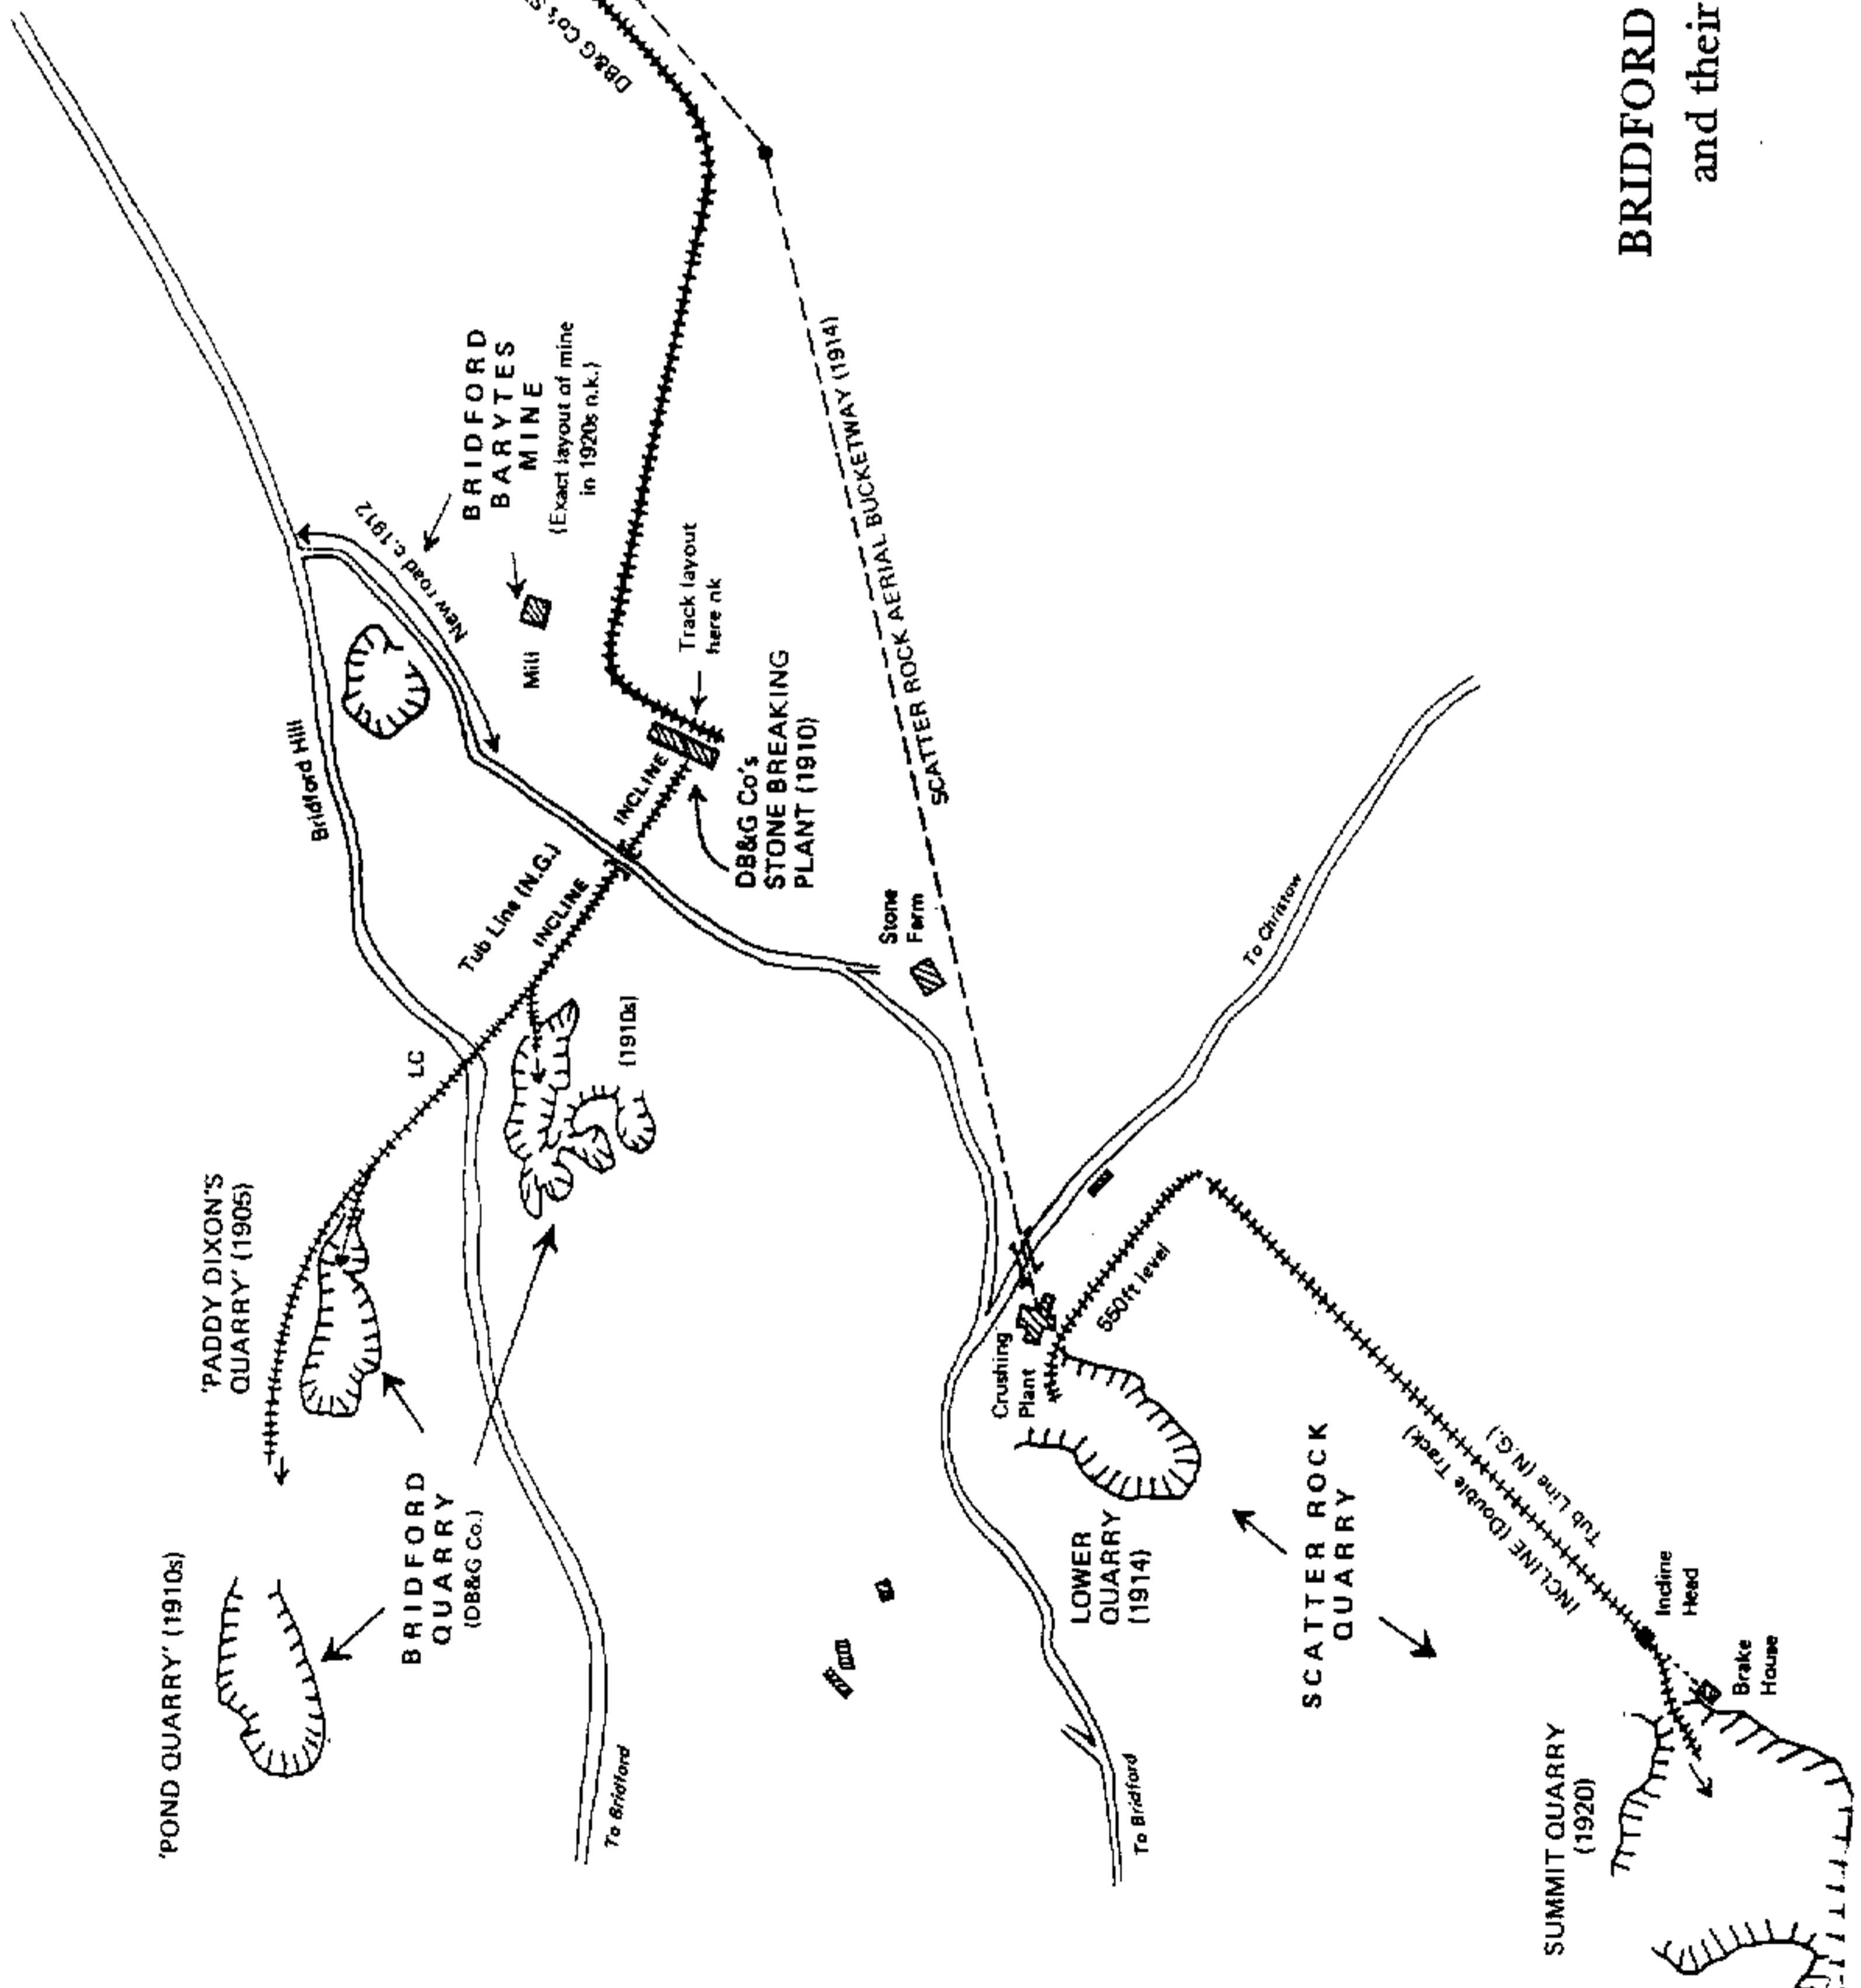 'POND QUARRY' (1910s)
'PADDY DIXON'S
QUARRY' (1905)
BRIDFORD
QUARRY
(DB&G Co.)
LC
Bridford Hill
New road c.1912
BRIDFORD
BARYTES
MINE
(Exact layout of mine
in 1920s n.k.)
Mill
Tub Line (N.G.)
INCLINE
INCLINE
(1910s)
Track layout
here nk
DB&G Co's
STONE BREAKING
PLANT (1910)
DB&G Co's
SCATTER ROCK AERIAL BUCKETWAY (1914)
Stone
Farm
To Bridford
To Christow
Crushing
Plant
550ft level
LOWER
QUARRY
(1914)
SCATTER ROCK
QUARRY
To Bridford
INCLINE (Double Track)
Tub Line (N.G.)
Incline
Head
Brake
House
SUMMIT QUARRY
(1920)
BRIDFORD
and their